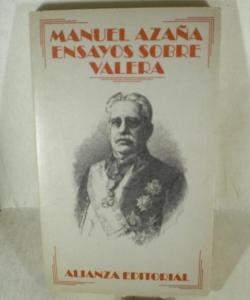 MANUEL AZAÑA
ENSAYOS SOBRE
VALERA
ALIANZA EDITORIAL